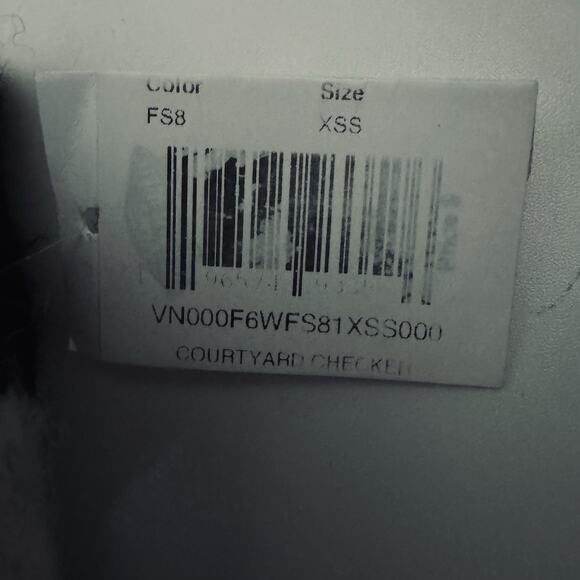 Color Size
FS8 XSS
VN000F6WFS81XSS000
COURTYARD CHECKER